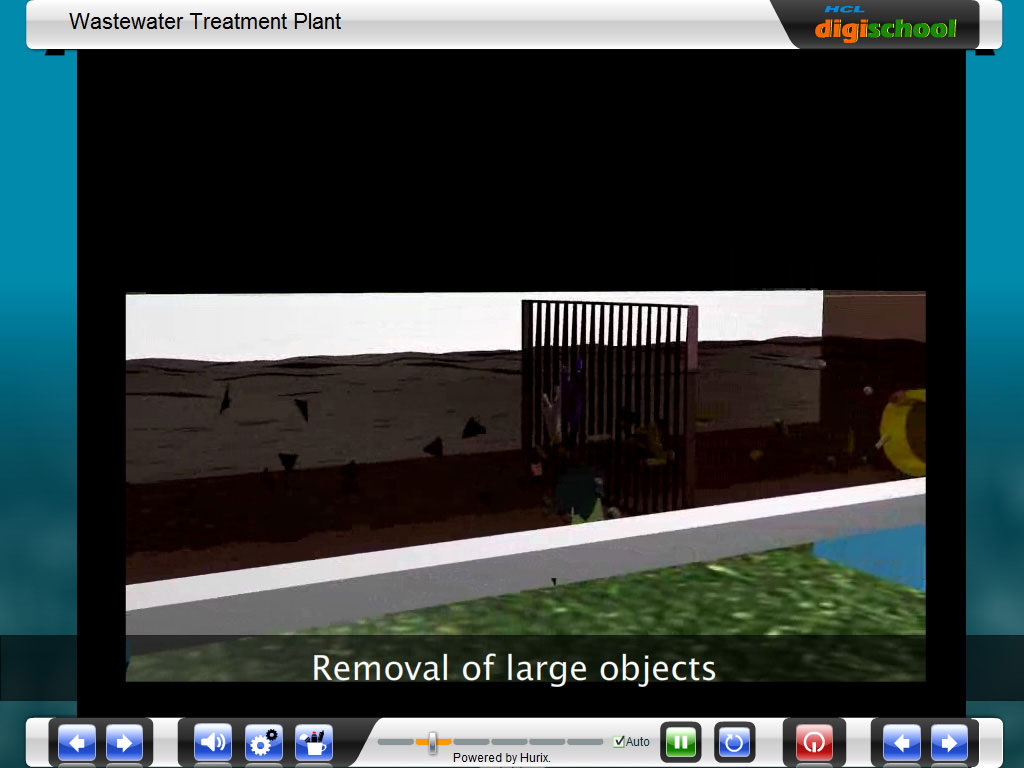 Wastewater Treatment Plant
HCL
digischool
Removal of large objects
Auto
Powered by Hurix.